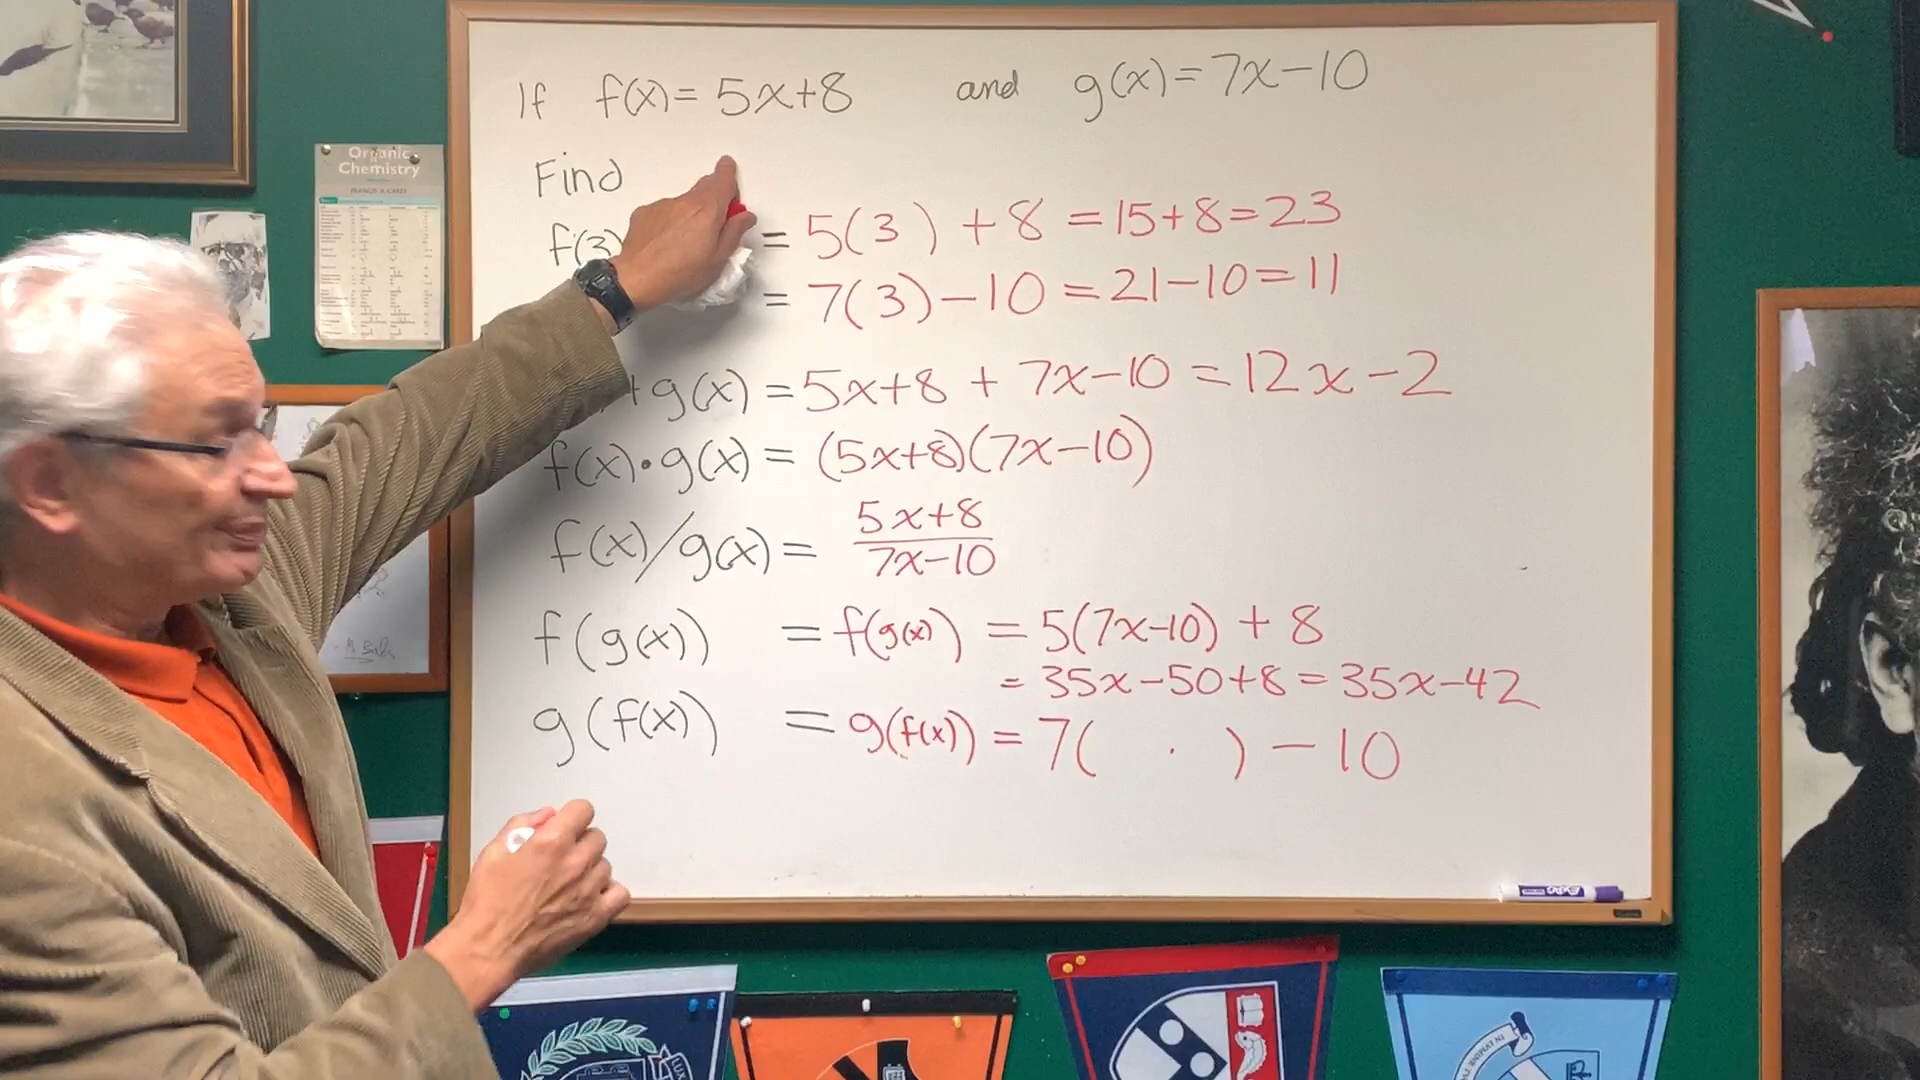 If f(x) = 5x+8 and g(x) = 7x-10
Organic
Chemistry
FRANCIS A. CAREY
Find
f(3) = 5(3) + 8 = 15+8 = 23
= 7(3) - 10 = 21-10 = 11
+ g(x) = 5x+8 + 7x-10 = 12x-2
f(x)•g(x) = (5x+8)(7x-10)
f(x)/g(x) = 5x+8
7x-10
f(g(x)) = f(g(x)) = 5(7x-10) + 8
= 35x-50+8 = 35x-42
g(f(x)) = g(f(x)) = 7( . ) - 10
EXPO
LUX